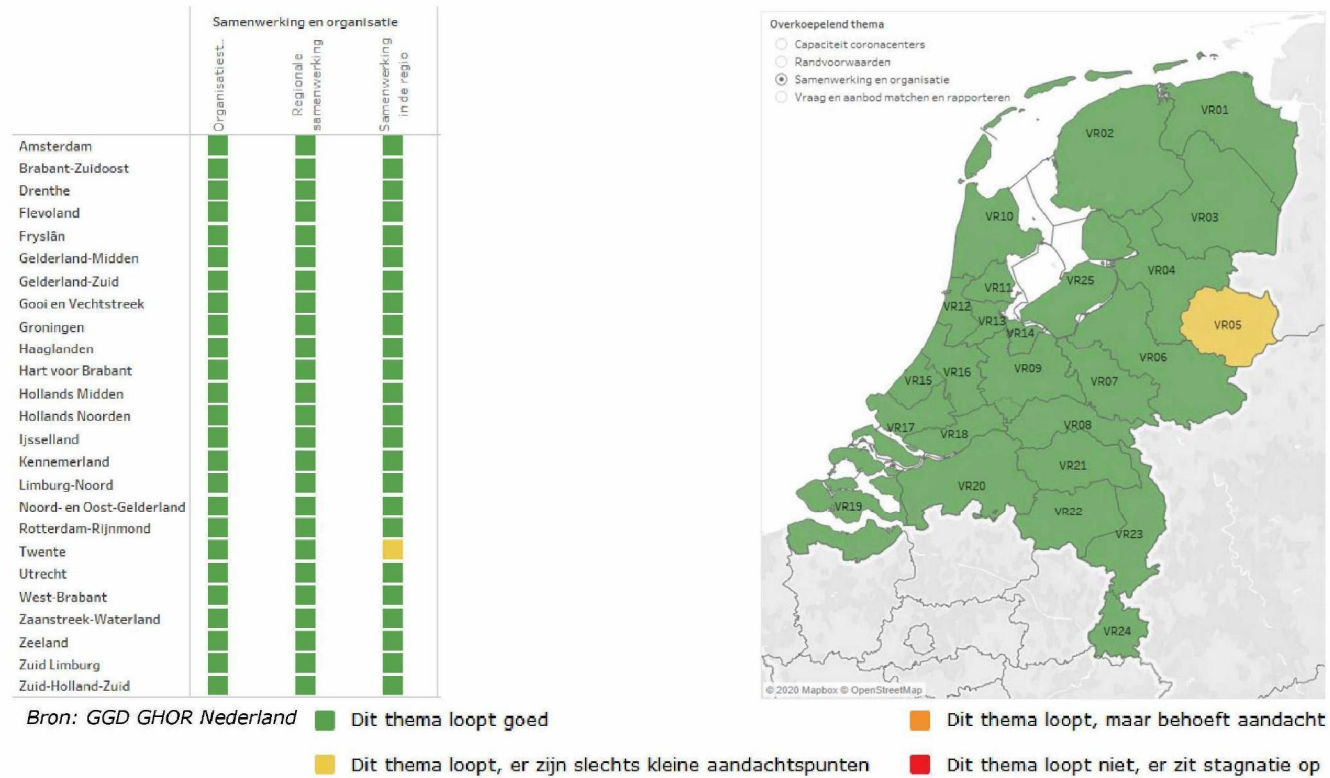 Samenwerking en organisatie
Organisatiest..
Regionale
samenwerking
Samenwerking
in de regio
Amsterdam
Brabant-Zuidoost
Drenthe
Flevoland
Fryslân
Gelderland-Midden
Gelderland-Zuid
Gooi en Vechtstreek
Groningen
Haaglanden
Hart voor Brabant
Hollands Midden
Hollands Noorden
Ijsselland
Kennemerland
Limburg-Noord
Noord- en Oost-Gelderland
Rotterdam-Rijnmond
Twente
Utrecht
West-Brabant
Zaanstreek-Waterland
Zeeland
Zuid Limburg
Zuid-Holland-Zuid
Overkoepelend thema
Capaciteit coronacenters
Randvoorwaarden
Samenwerking en organisatie
Vraag en aanbod matchen en rapporteren
VR01
VR02
VR03
VR10
VR04
VR25
VR11
VR12
VR13
VR14
VR05
VR06
VR09
VR16
VR15
VR07
VR17
VR18
VR08
VR21
VR20
VR19
VR22
VR23
VR24
© 2020 Mapbox © OpenStreetMap
Bron: GGD GHOR Nederland
Dit thema loopt goed
Dit thema loopt, maar behoeft aandacht
Dit thema loopt, er zijn slechts kleine aandachtspunten
Dit thema loopt niet, er zit stagnatie op